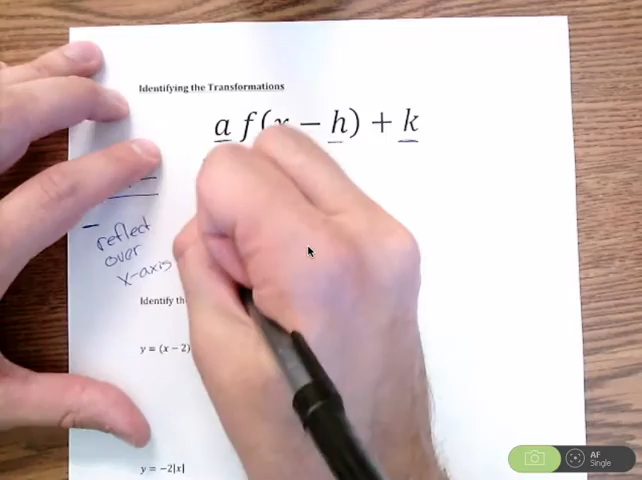 Identifying the Transformations
a f(x − h) + k
−
reflect
over
x-axis
Identify th
y = (x − 2)
y = −2|x|
AF
Single